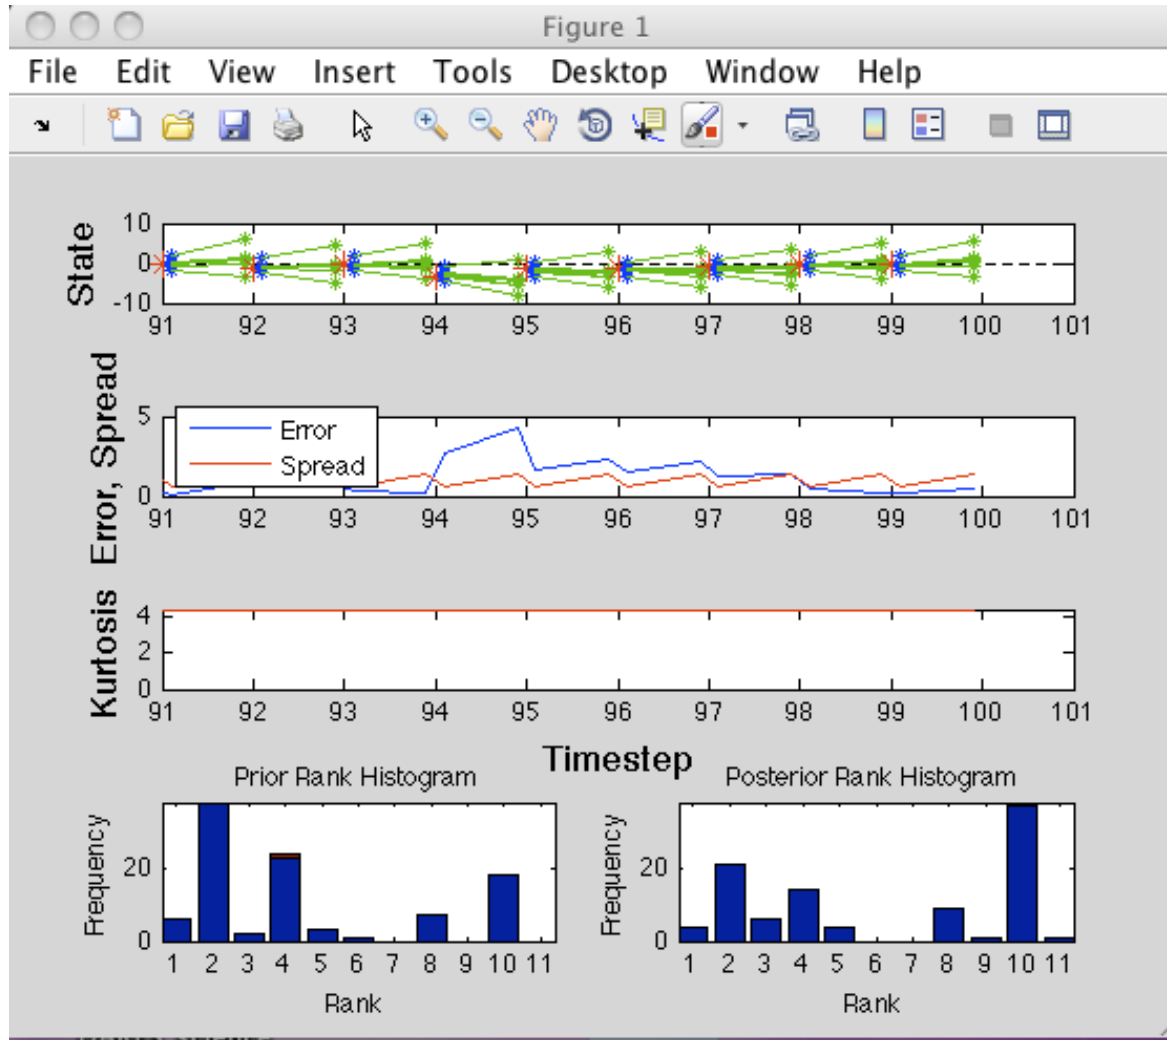 Figure 1
File Edit View Insert Tools Desktop Window Help
State
10
0
-10
91 92 93 94 95 96 97 98 99 100 101
Error, Spread
5
0
Error
Spread
91 92 93 94 95 96 97 98 99 100 101
Kurtosis
4
2
0
91 92 93 94 95 96 97 98 99 100 101
Timestep
Prior Rank Histogram
Frequency
20
0
1 2 3 4 5 6 7 8 9 10 11
Rank
Posterior Rank Histogram
Frequency
20
0
1 2 3 4 5 6 7 8 9 10 11
Rank